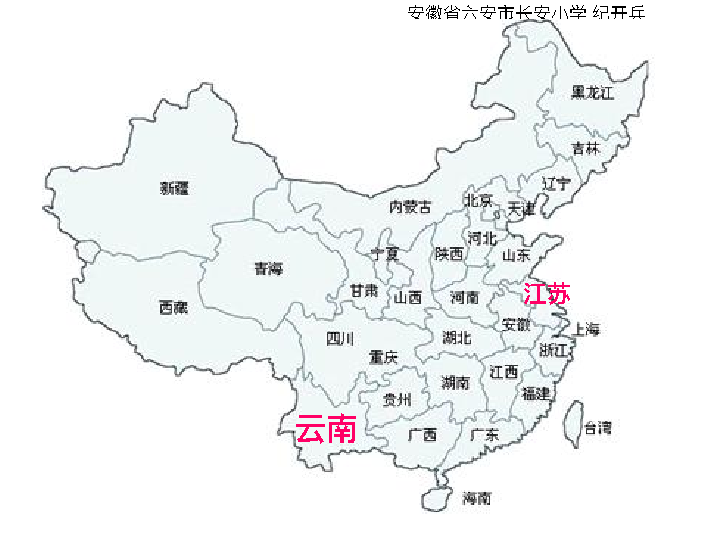 安徽省六安市长安小学 纪开兵
黑龙江
吉林
辽宁
新疆
内蒙古
北京
天津
河北
宁夏
陕西
山东
青海
甘肃
山西
河南
江苏
西藏
安徽
上海
四川
湖北
浙江
重庆
江西
湖南
福建
贵州
云南
广西
广东
台湾
海南